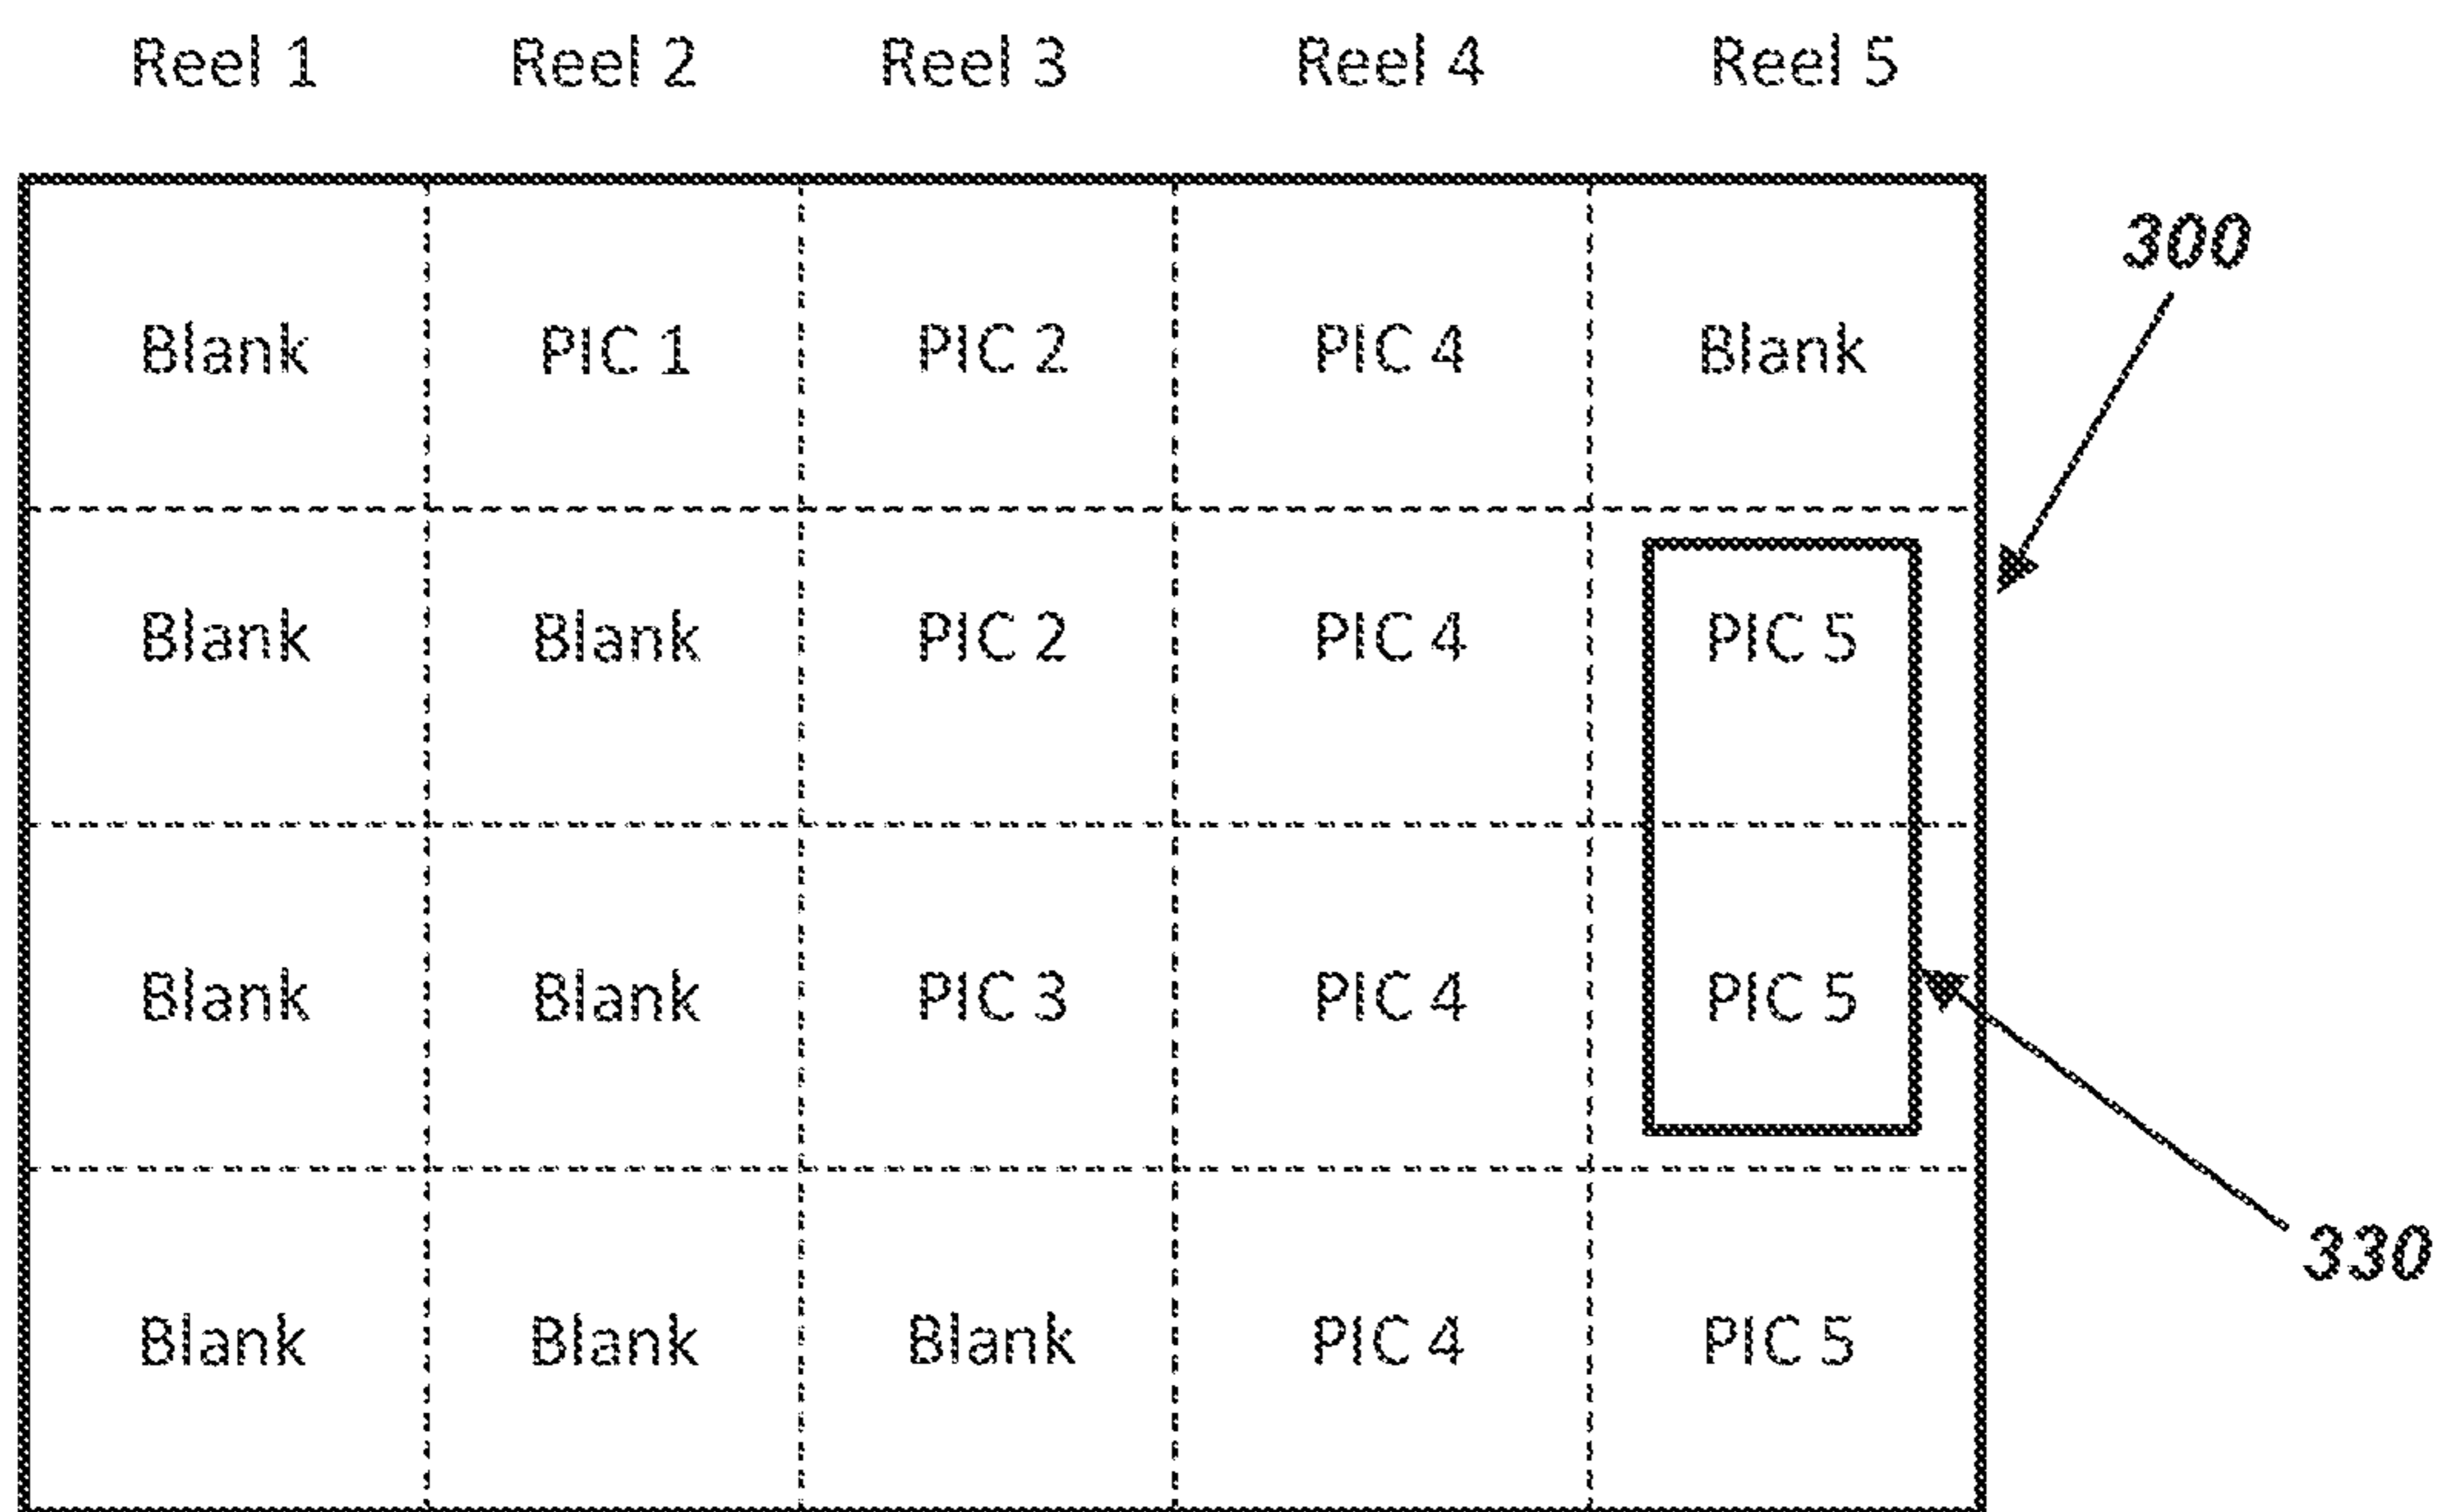 Reel 1 Reel 2 Reel 3 Reel 4 Reel 5
300
Blank PIC 1 PIC 2 PIC 4 Blank
Blank Blank PIC 2 PIC 4 PIC 5
Blank Blank PIC 3 PIC 4 PIC 5
330
Blank Blank Blank PIC 4 PIC 5